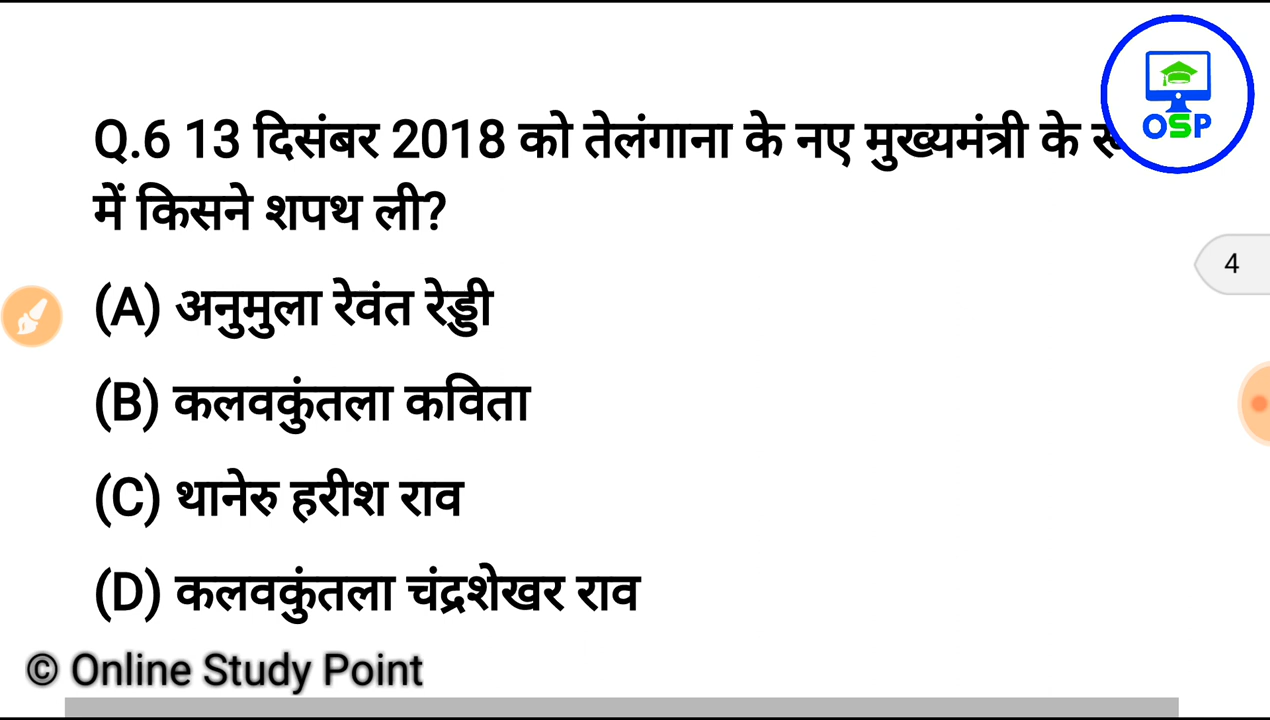 OSP
Q.6 13 दिसंबर 2018 को तेलंगाना के नए मुख्यमंत्री के
में किसने शपथ ली?
4
(A) अनुमुला रेवंत रेड्डी
(B) कलवकुंतला कविता
(C) थानेरु हरीश राव
(D) कलवकुंतला चंद्रशेखर राव
© Online Study Point